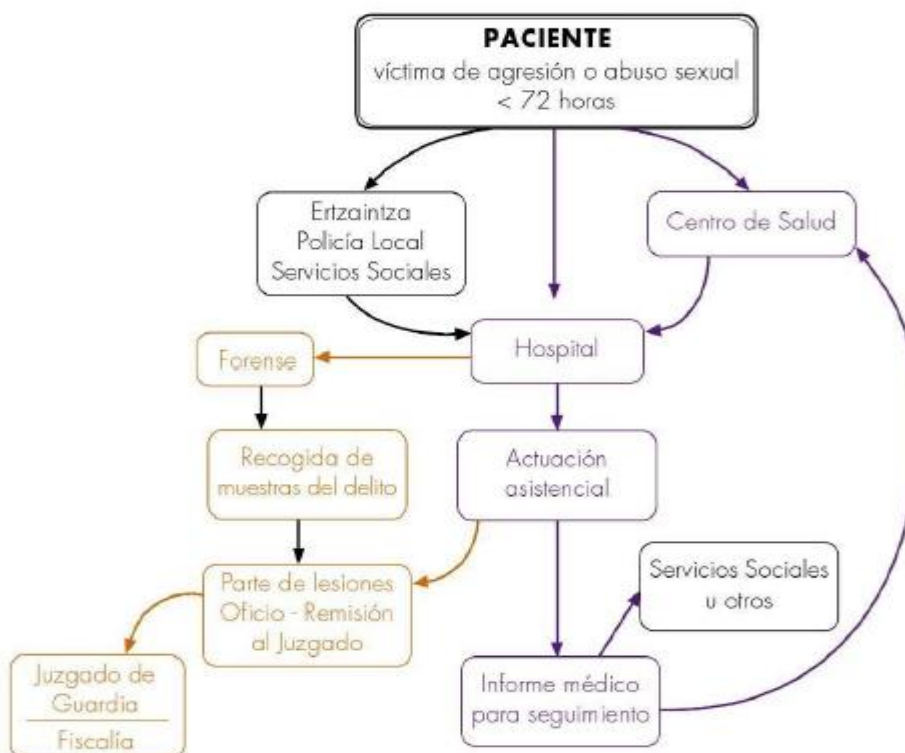 PACIENTE
víctima de agresión o abuso sexual
< 72 horas
Ertzaintza
Policía Local
Servicios Sociales
Centro de Salud
Hospital
Forense
Recogida de
muestras del delito
Actuación
asistencial
Parte de lesiones
Oficio - Remisión
al Juzgado
Servicios Sociales
u otros
Juzgado de
Guardia
Fiscalía
Informe médico
para seguimiento